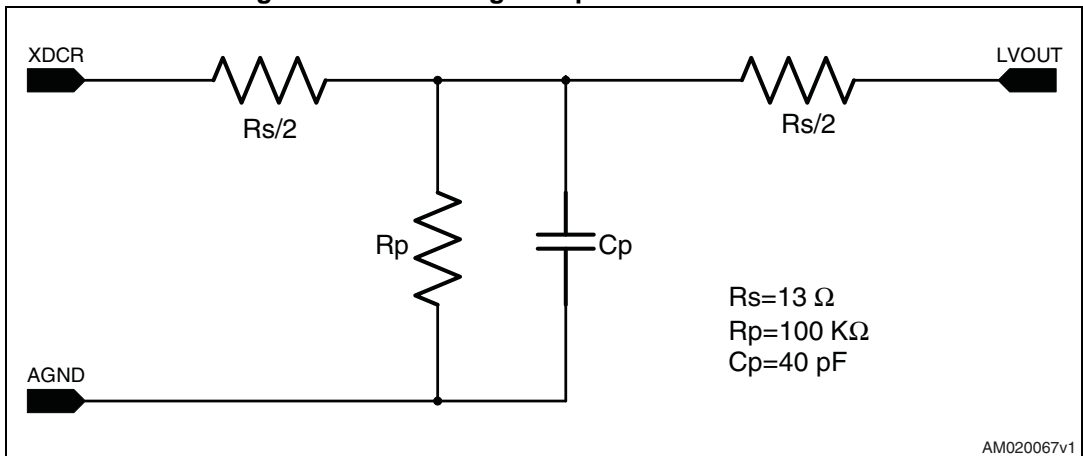 XDCR
LVOUT
Rs/2
Rs/2
Rp
Cp
Rs=13 Ω
Rp=100 KΩ
Cp=40 pF
AGND
AM020067v1